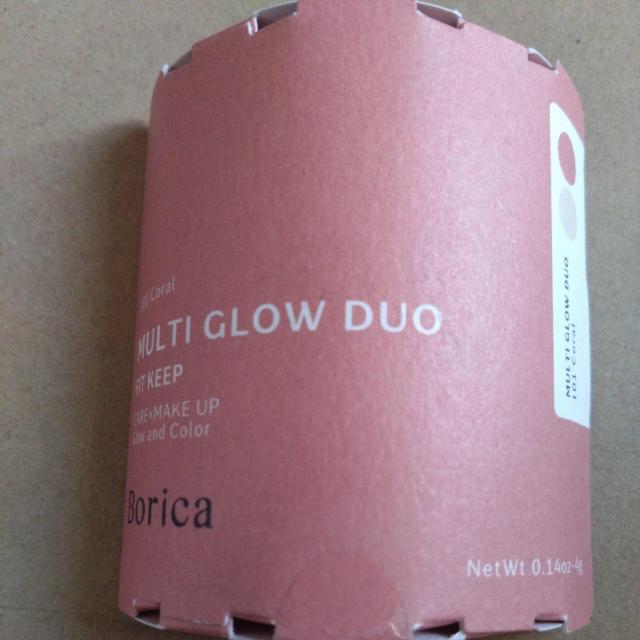 101 Coral
MULTI GLOW DUO
FIT KEEP
CARE×MAKE UP
Glow and Color
Borica
NetWt 0.14oz-4g
MULTI GLOW DUO
101 Coral